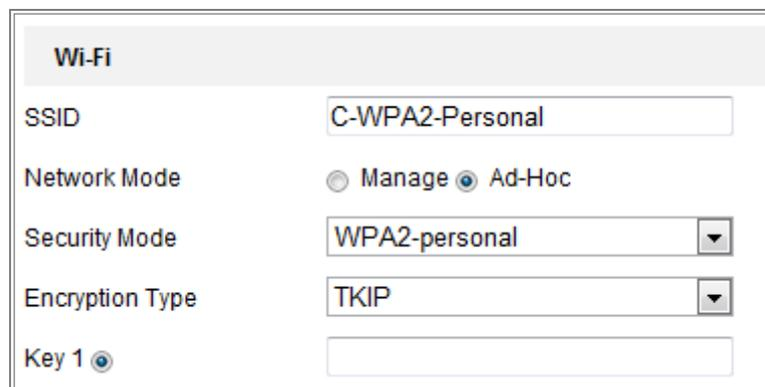 Wi-Fi
SSID C-WPA2-Personal
Network Mode Manage Ad-Hoc
Security Mode WPA2-personal
Encryption Type TKIP
Key 1